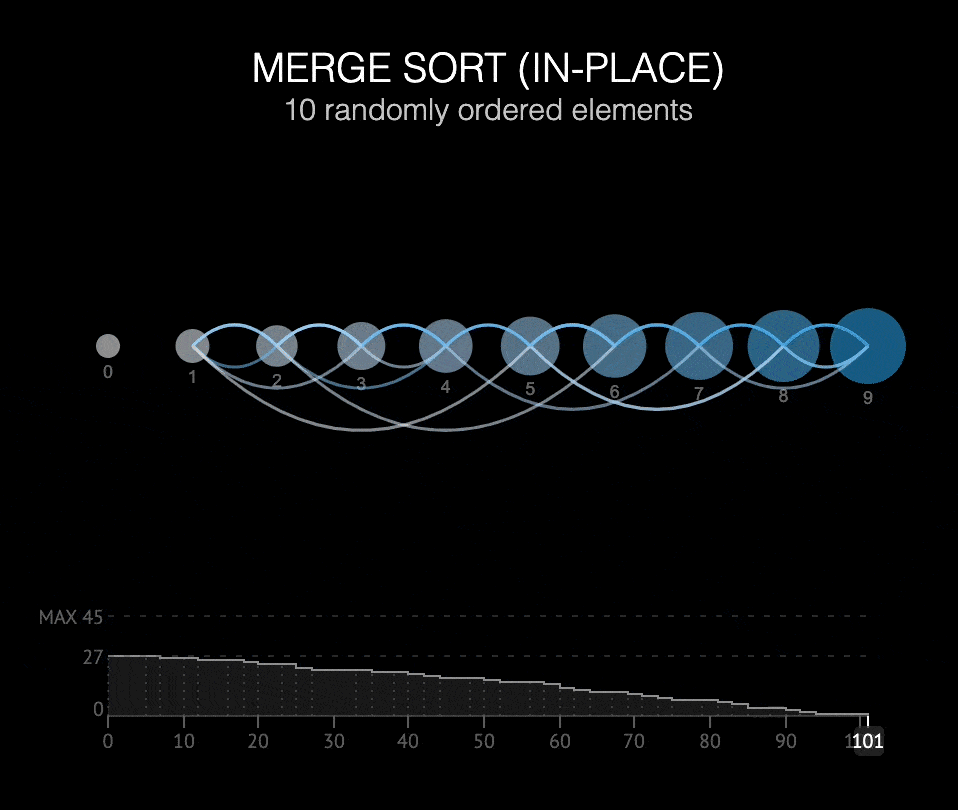 MERGE SORT (IN-PLACE)
10 randomly ordered elements
0 1 2 3 4 5 6 7 8 9
MAX 45
27
0
0 10 20 30 40 50 60 70 80 90 101